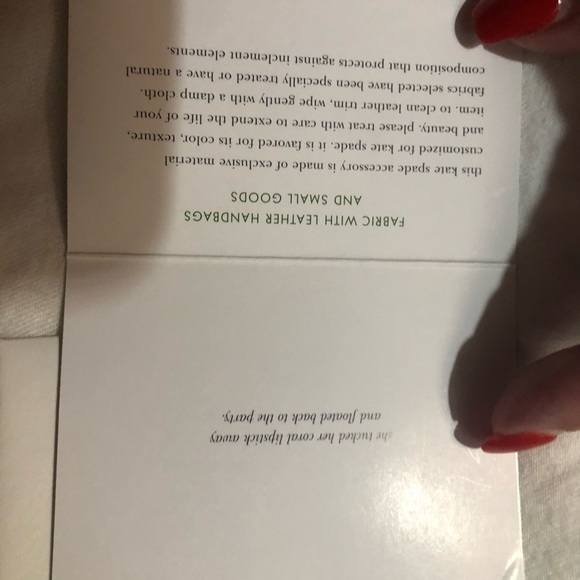 she tucked her coral lipstick away
and floated back to the party.
FABRIC WITH LEATHER HANDBAGS
AND SMALL GOODS
this kate spade accessory is made of exclusive material
customized for kate spade. it is favored for its color, texture,
and beauty. please treat with care to extend the life of your
item. to clean leather trim, wipe gently with a damp cloth.
fabrics selected have been specially treated or have a natural
composition that protects against inclement elements.